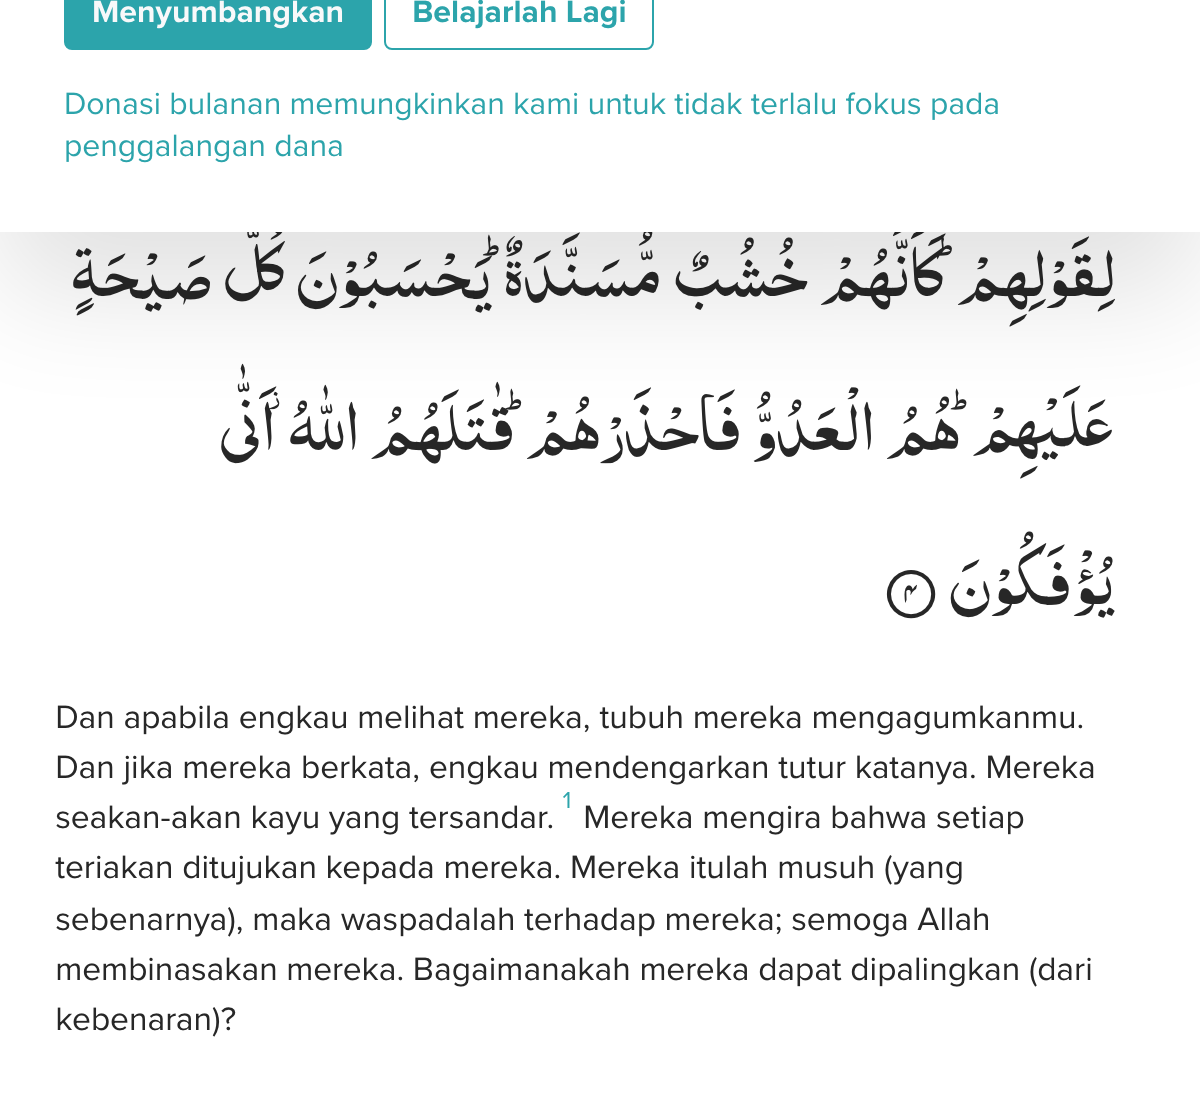 Menyumbangkan Belajarlah Lagi
Donasi bulanan memungkinkan kami untuk tidak terlalu fokus pada
penggalangan dana
لِقَوْلِهِمْ ۗ كَاَنَّهُمْ خُشُبٌ مُّسَنَّدَةٌ ۗ يَحْسَبُوْنَ كُلَّ صَيْحَةٍ
عَلَيْهِمْ ۗ هُمُ الْعَدُوُّ فَاحْذَرْهُمْ ۗ قٰتَلَهُمُ اللّٰهُ ۖ اَنّٰى
يُؤْفَكُوْنَ ۴
Dan apabila engkau melihat mereka, tubuh mereka mengagumkanmu.
Dan jika mereka berkata, engkau mendengarkan tutur katanya. Mereka
seakan-akan kayu yang tersandar. 1 Mereka mengira bahwa setiap
teriakan ditujukan kepada mereka. Mereka itulah musuh (yang
sebenarnya), maka waspadalah terhadap mereka; semoga Allah
membinasakan mereka. Bagaimanakah mereka dapat dipalingkan (dari
kebenaran)?